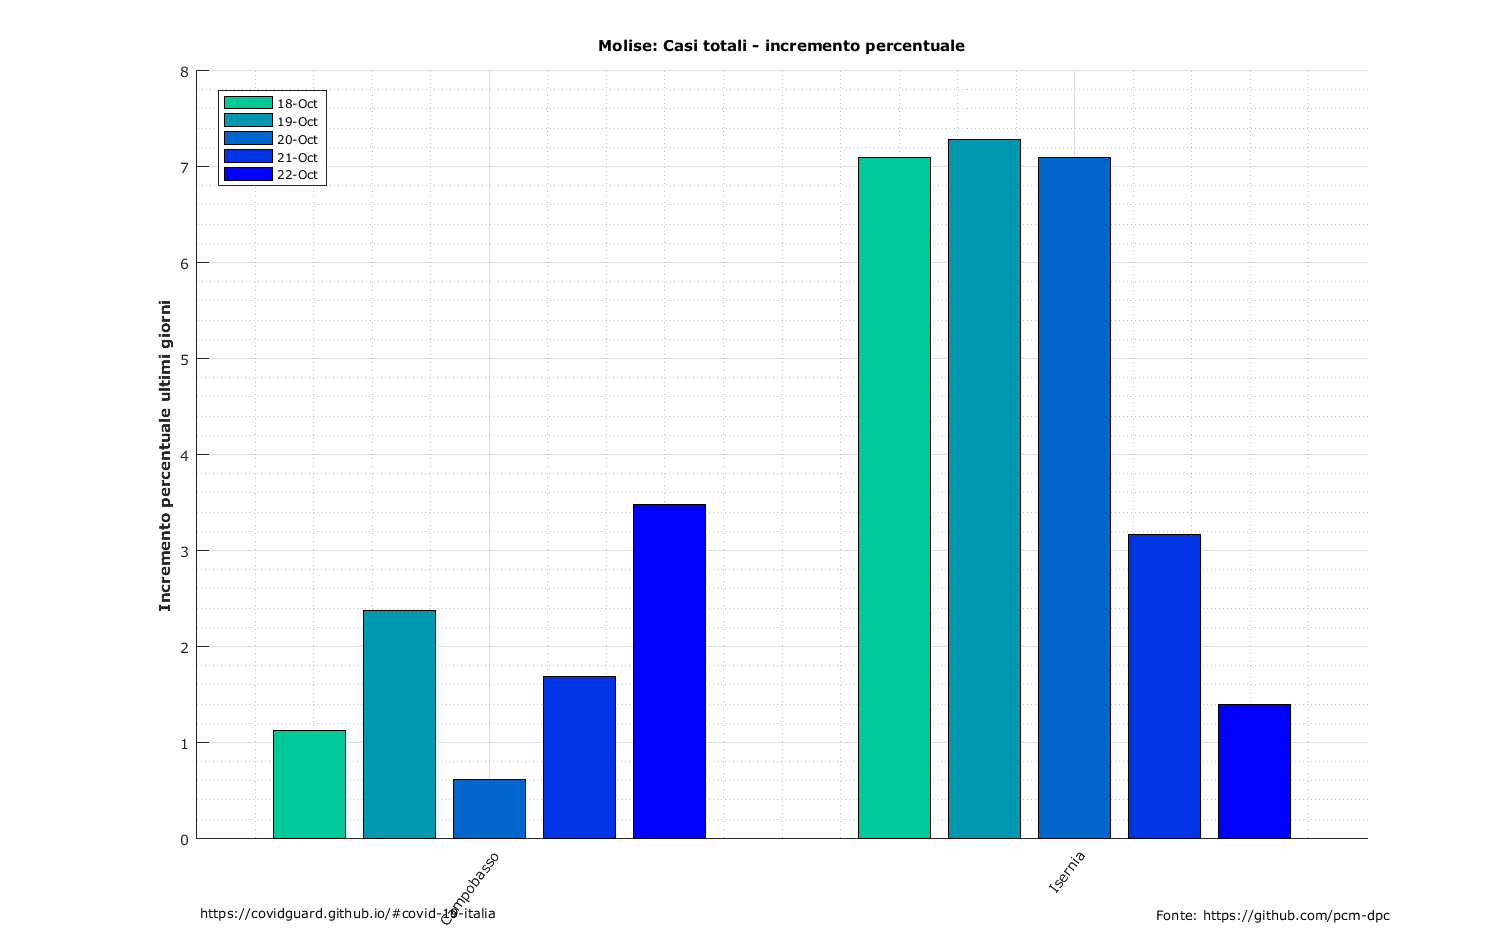 Molise: Casi totali - incremento percentuale
8
7
6
5
4
3
2
1
0
Incremento percentuale ultimi giorni
18-Oct
19-Oct
20-Oct
21-Oct
22-Oct
Campobasso
Isernia
https://covidguard.github.io/#covid-19-italia
Fonte: https://github.com/pcm-dpc